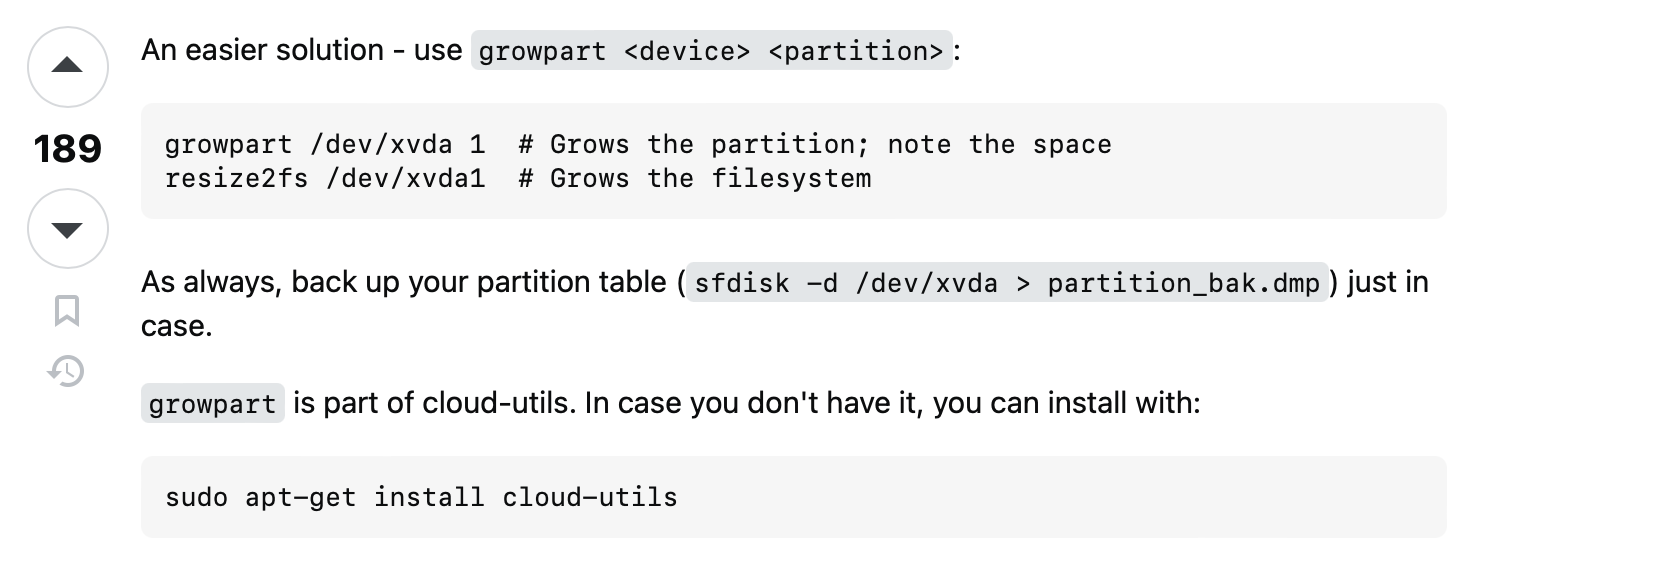 An easier solution - use growpart <device> <partition>:
growpart /dev/xvda 1  # Grows the partition; note the space
resize2fs /dev/xvda1  # Grows the filesystem
189
As always, back up your partition table (sfdisk -d /dev/xvda > partition_bak.dmp) just in
case.
growpart is part of cloud-utils. In case you don't have it, you can install with:
sudo apt-get install cloud-utils